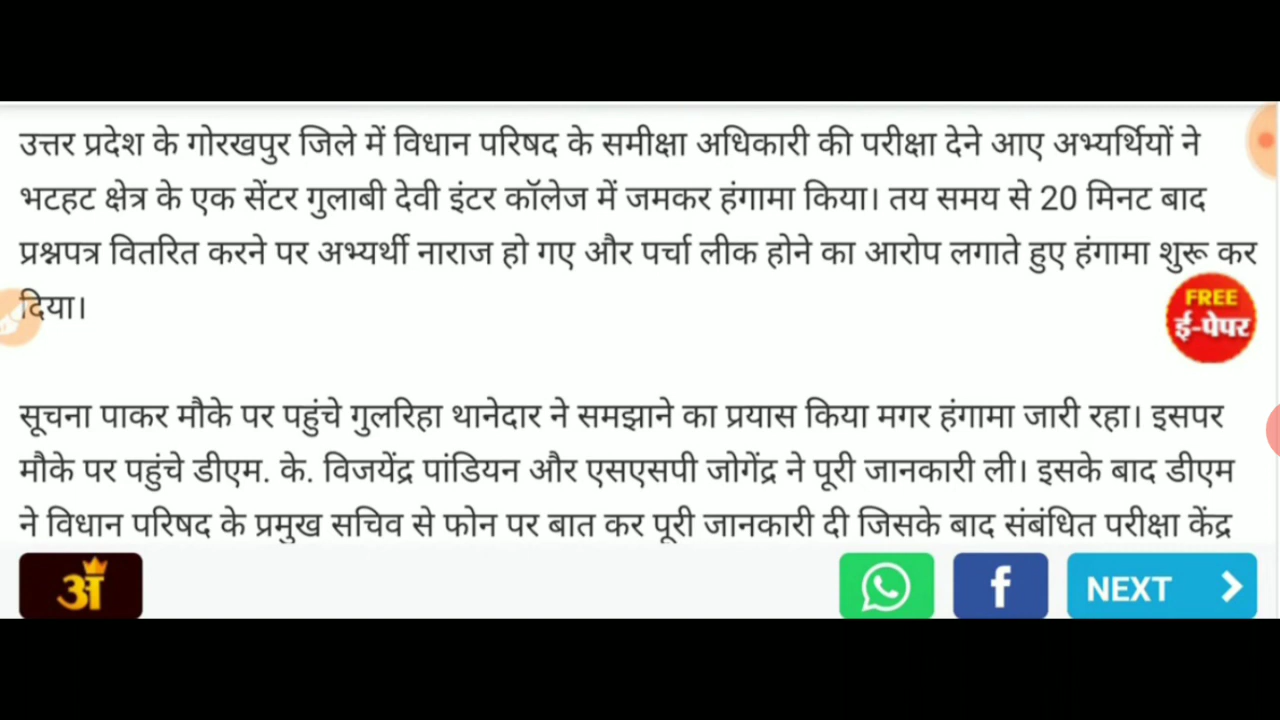 उत्तर प्रदेश के गोरखपुर जिले में विधान परिषद के समीक्षा अधिकारी की परीक्षा देने आए अभ्यर्थियों ने
भटहट क्षेत्र के एक सेंटर गुलाबी देवी इंटर कॉलेज में जमकर हंगामा किया। तय समय से 20 मिनट बाद
प्रश्नपत्र वितरित करने पर अभ्यर्थी नाराज हो गए और पर्चा लीक होने का आरोप लगाते हुए हंगामा शुरू कर
दिया।
FREE
ई-पेपर
सूचना पाकर मौके पर पहुंचे गुलरिहा थानेदार ने समझाने का प्रयास किया मगर हंगामा जारी रहा। इसपर
मौके पर पहुंचे डीएम. के. विजयेंद्र पांडियन और एसएसपी जोगेंद्र ने पूरी जानकारी ली। इसके बाद डीएम
ने विधान परिषद के प्रमुख सचिव से फोन पर बात कर पूरी जानकारी दी जिसके बाद संबंधित परीक्षा केंद्र
अॅ
NEXT